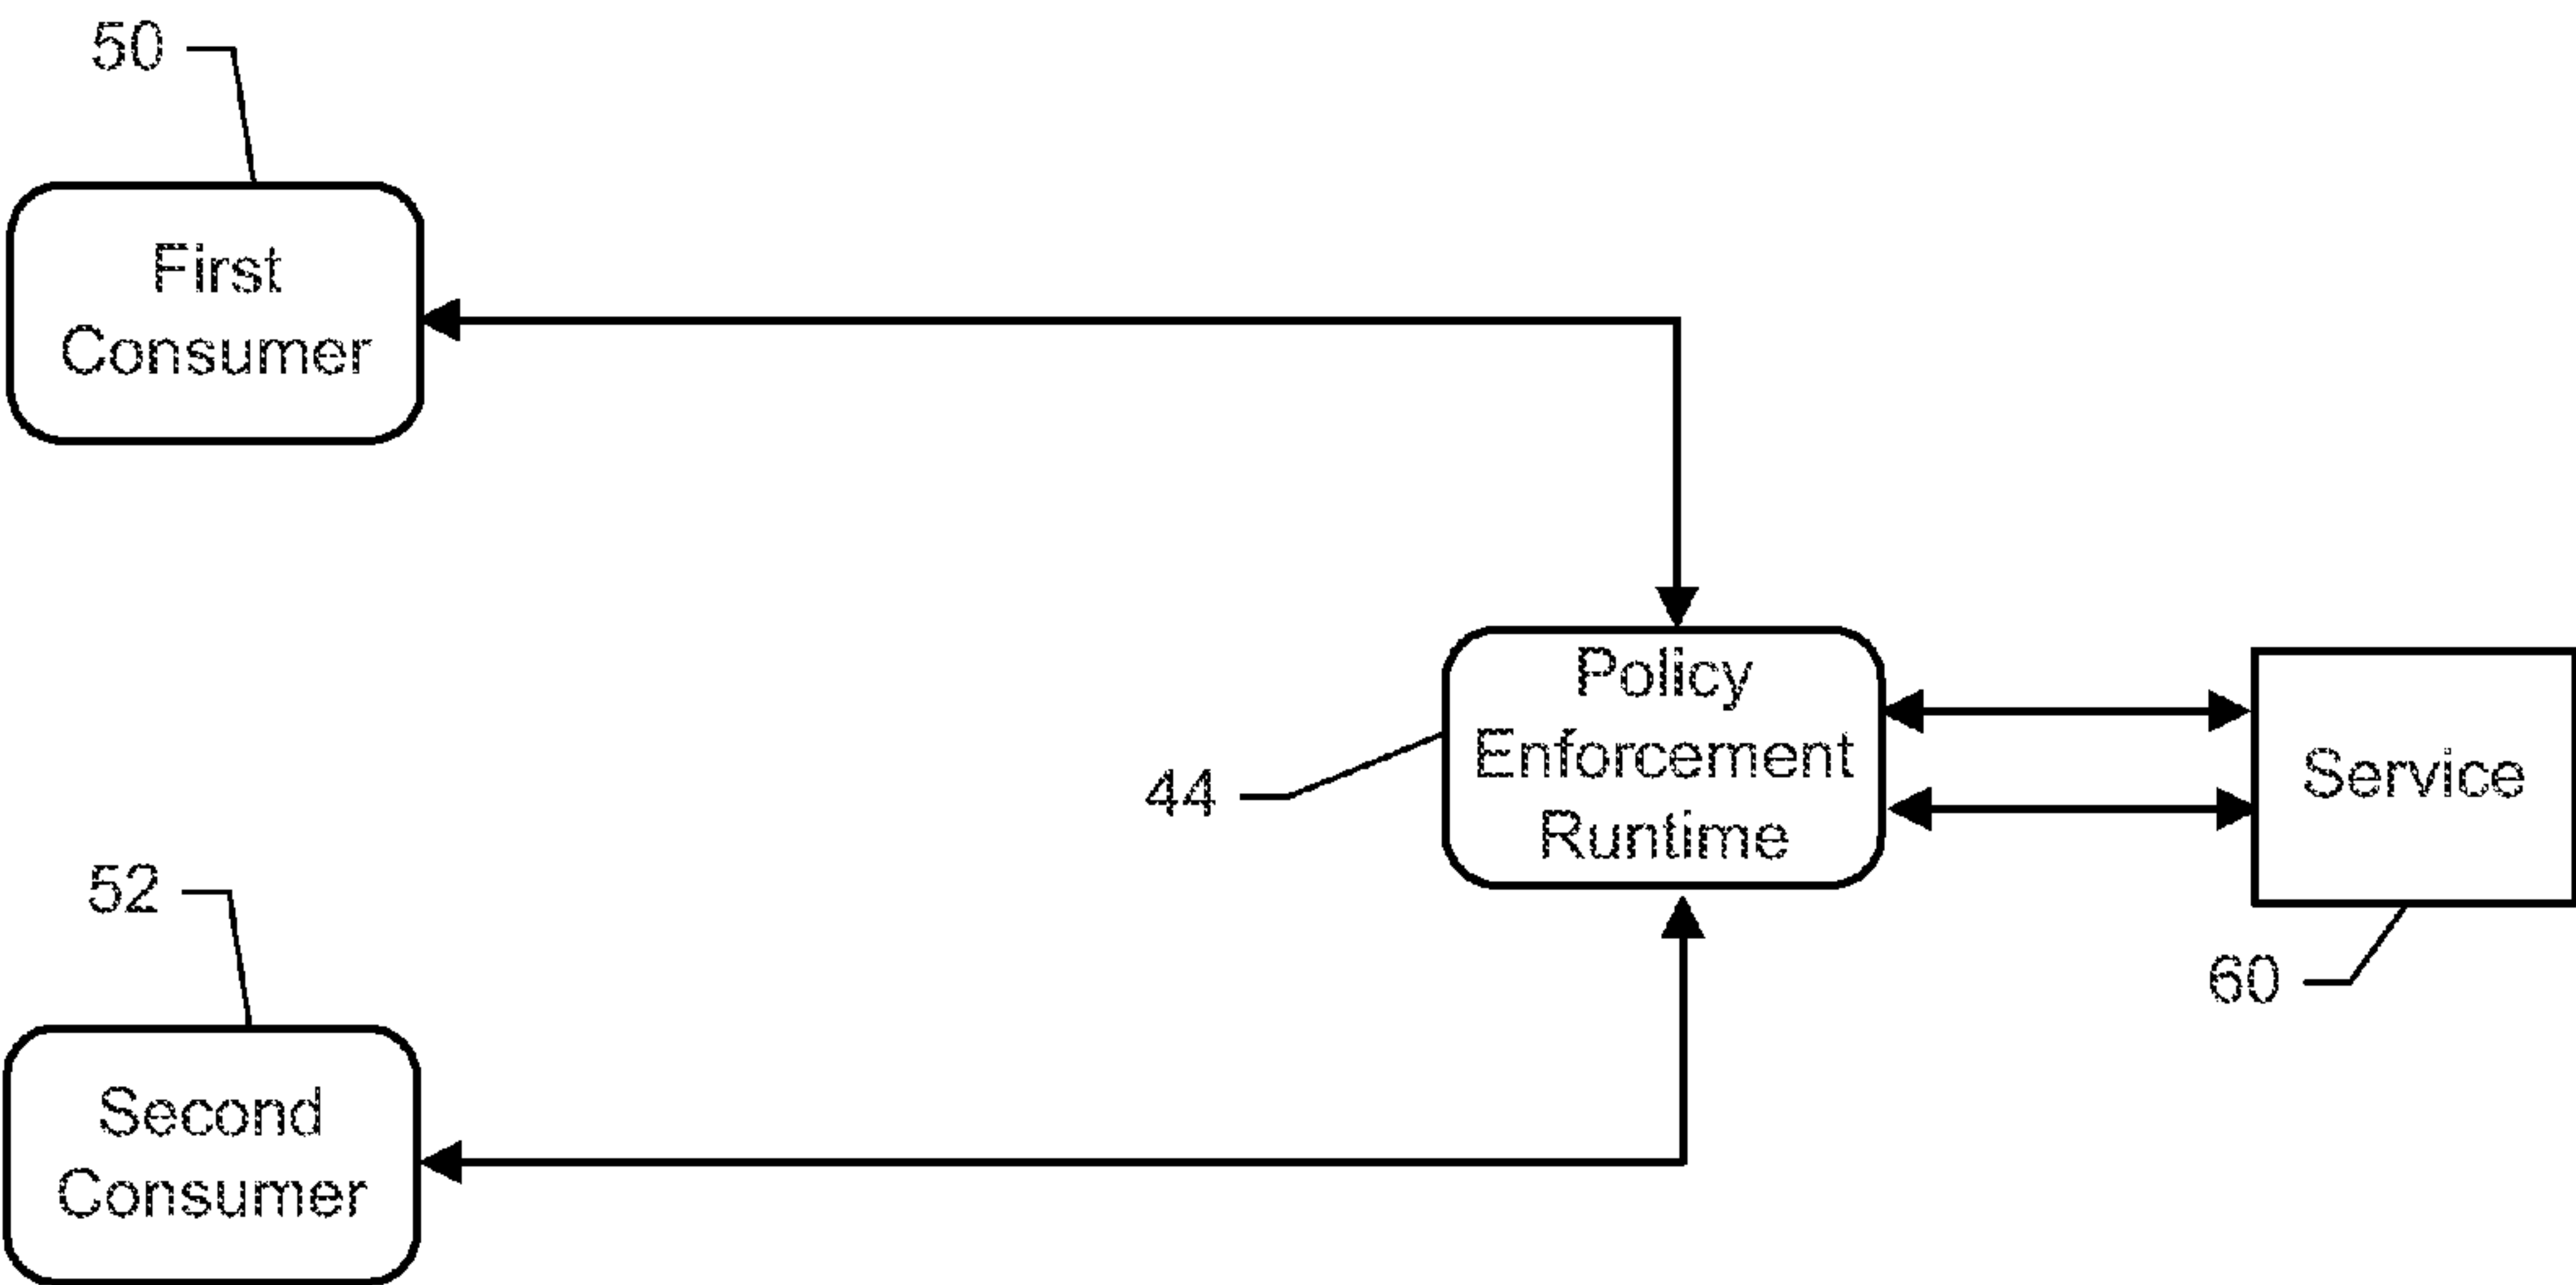 50
First
Consumer
Policy
Enforcement
Runtime
44
Service
60
52
Second
Consumer